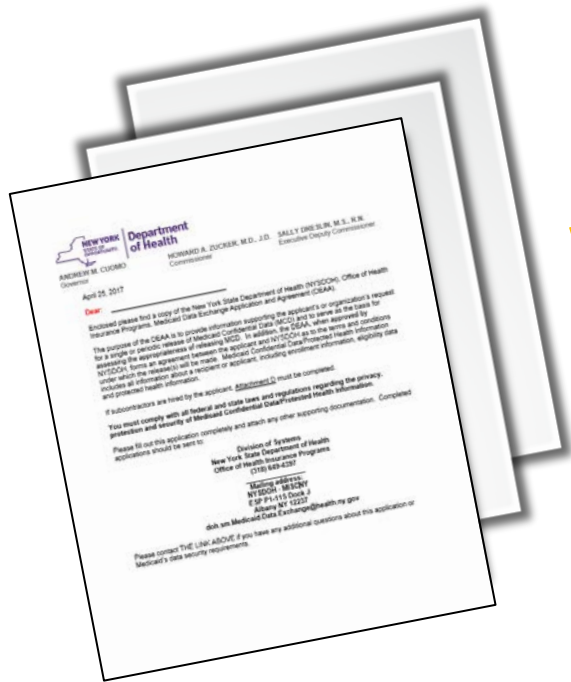 NEW YORK
STATE OF
OPPORTUNITY.
Department
of Health
ANDREW M. CUOMO
Governor
HOWARD A. ZUCKER, M.D., J.D.
Commissioner
SALLY DRESLIN, M.S., R.N.
Executive Deputy Commissioner
April 25, 2017
Dear
Enclosed please find a copy of the New York State Department of Health (NYSDOH), Office of Health
Insurance Programs, Medicaid Data Exchange Application and Agreement (DEAA).
The purpose of the DEAA is to provide information supporting the applicant's or organization's request
for a single or periodic release of Medicaid Confidential Data (MCD) and to serve as the basis for
assessing the appropriateness of releasing MCD. In addition, the DEAA, when approved by
NYSDOH, forms an agreement between the applicant and NYSDOH as to the terms and conditions
under which the release(s) will be made. Medicaid Confidential Data/Protected Health Information
includes all information about a recipient or applicant, including enrollment information, eligibility data
and protected health information.
If subcontractors are hired by the applicant, Attachment D must be completed.
You must comply with all federal and state laws and regulations regarding the privacy,
protection and security of Medicaid Confidential Data/Protected Health Information.
Please fill out this application completely and attach any other supporting documentation. Completed
applications should be sent to:
Division of Systems
New York State Department of Health
Office of Health Insurance Programs
(518) 649-4397
Mailing address:
NYSDOH - MISCNY
ESP P1-11S Dock J
Albany NY 12237
doh.sm.Medicaid.Data.Exchange@health.ny.gov
Please contact THE LINK ABOVE if you have any additional questions about this application or
Medicaid's data security requirements.